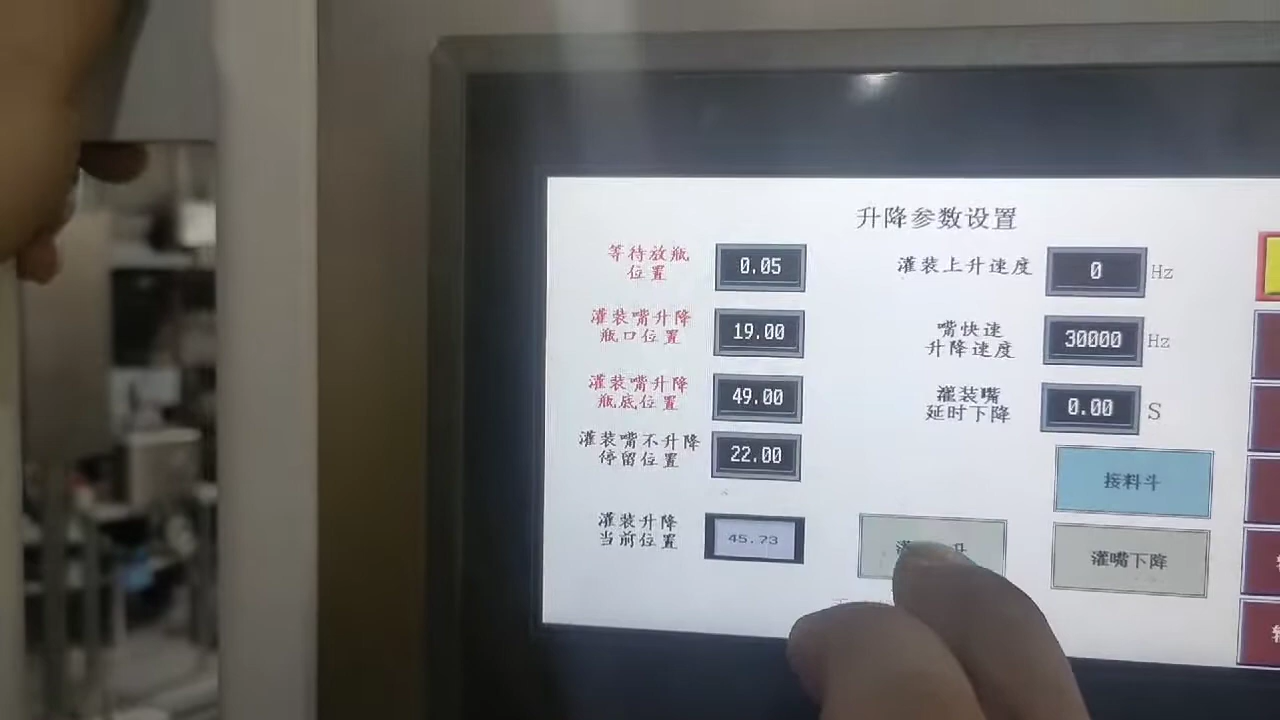 升降参数设置
等待放瓶
位置
0.05
灌装上升速度
0
Hz
灌装嘴升降
瓶口位置
19.00
嘴快速
升降速度
30000
Hz
灌装嘴升降
瓶底位置
49.00
灌装嘴
延时下降
0.00
S
灌装嘴不升降
停留位置
22.00
接料斗
灌装升降
当前位置
45.73
灌嘴下降